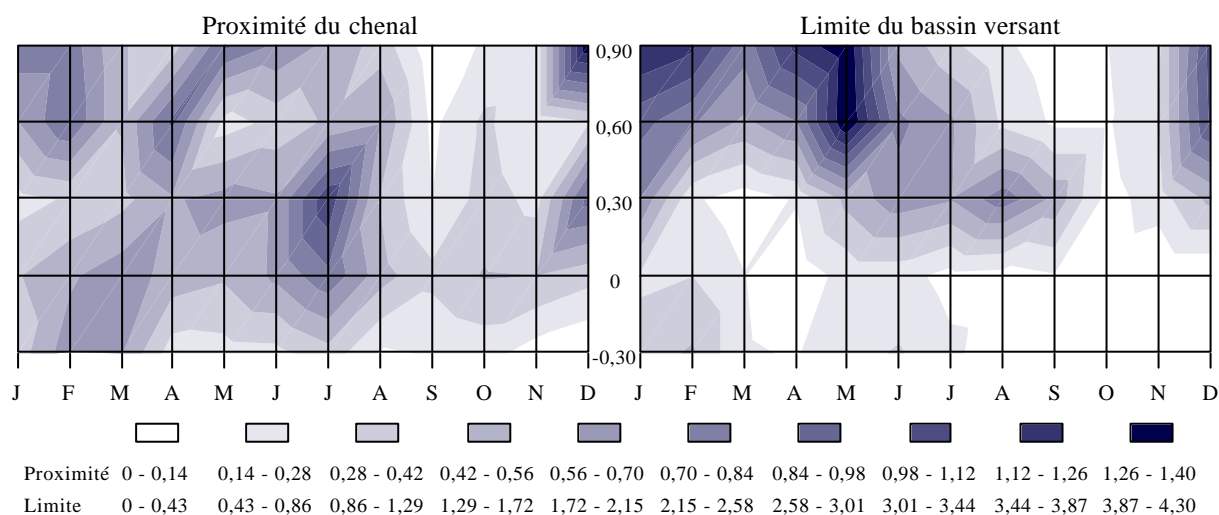 Proximité du chenal Limite du bassin versant
0,90
0,60
0,30
0
-0,30
J F M A M J J A S O N D J F M A M J J A S O N D
Proximité 0 - 0,14 0,14 - 0,28 0,28 - 0,42 0,42 - 0,56 0,56 - 0,70 0,70 - 0,84 0,84 - 0,98 0,98 - 1,12 1,12 - 1,26 1,26 - 1,40
Limite 0 - 0,43 0,43 - 0,86 0,86 - 1,29 1,29 - 1,72 1,72 - 2,15 2,15 - 2,58 2,58 - 3,01 3,01 - 3,44 3,44 - 3,87 3,87 - 4,30